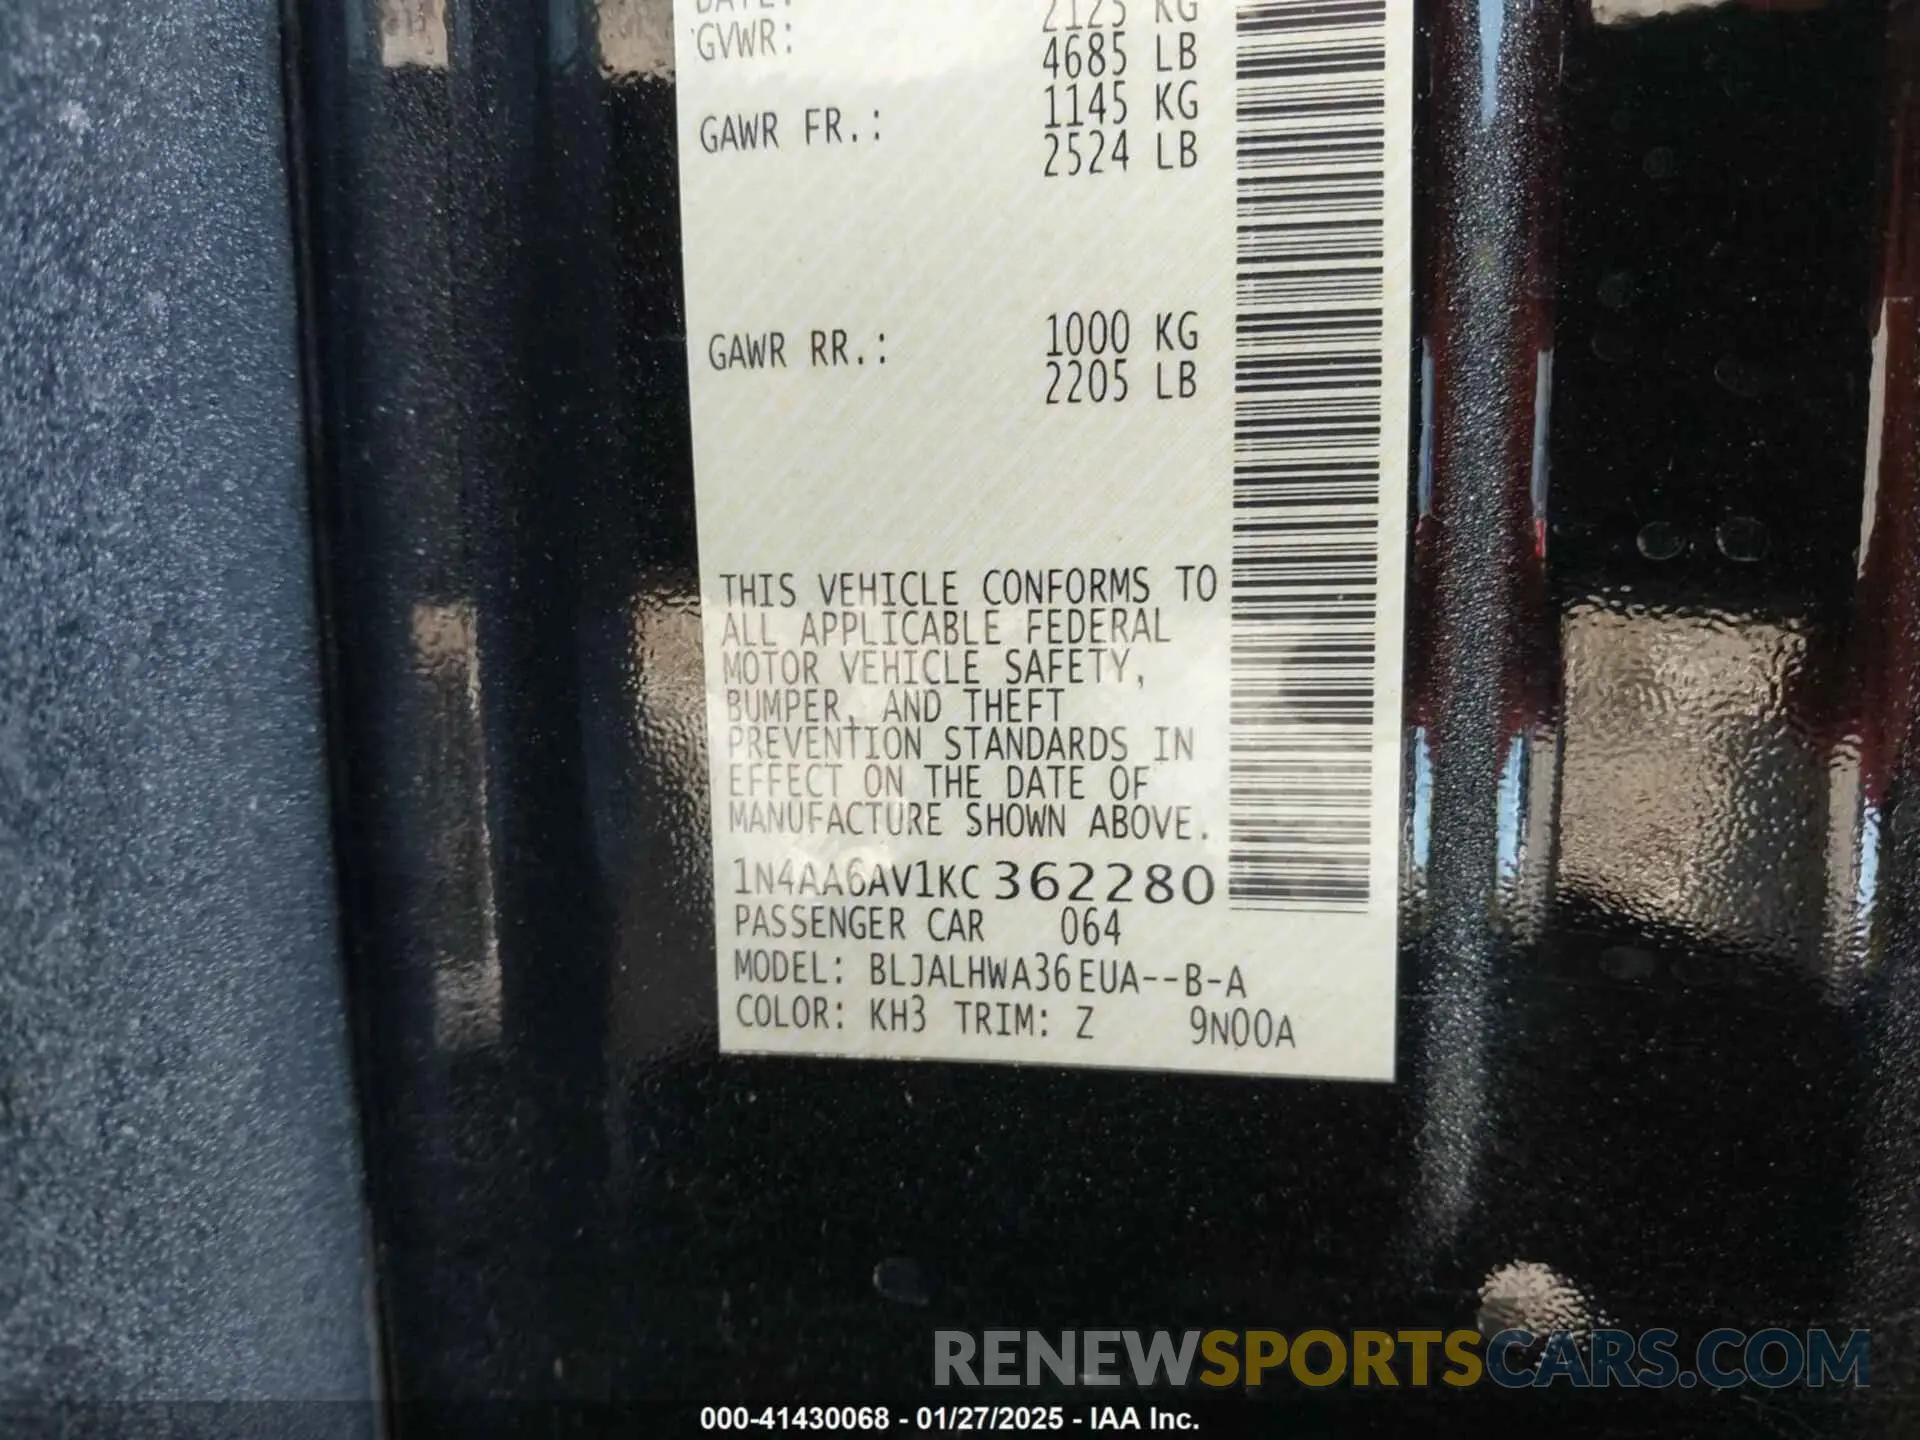 DATE:
2125 KG
GVWR:
4685 LB
1145 KG
GAWR FR.:
2524 LB
1000 KG
GAWR RR.:
2205 LB
THIS VEHICLE CONFORMS TO
ALL APPLICABLE FEDERAL
MOTOR VEHICLE SAFETY,
BUMPER, AND THEFT
PREVENTION STANDARDS IN
EFFECT ON THE DATE OF
MANUFACTURE SHOWN ABOVE.
1N4AA6AV1KC362280
PASSENGER CAR 064
MODEL: BLJALHWA36EUA--B-A
COLOR: KH3 TRIM: Z 9N00A
RENEWSPORTSCARS.COM
000-41430068 - 01/27/2025 - IAA Inc.